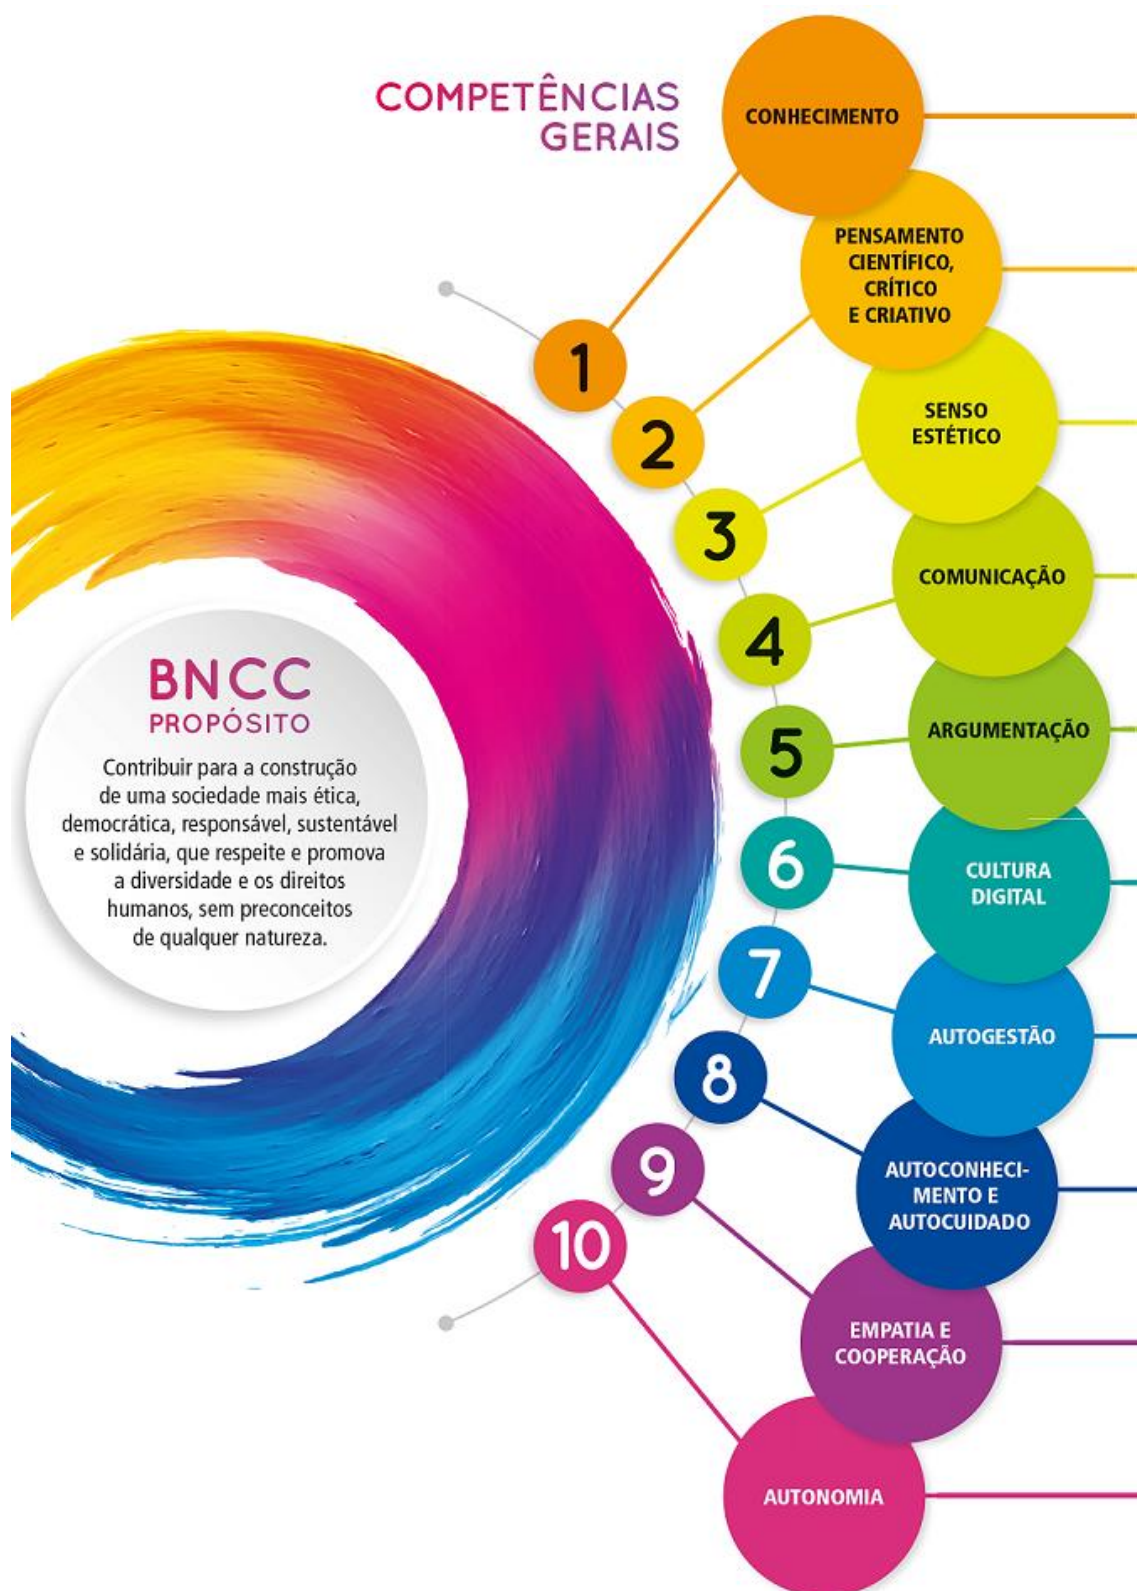 COMPETÊNCIAS
GERAIS
BNCC
PROPÓSITO
Contribuir para a construção
de uma sociedade mais ética,
democrática, responsável, sustentável
e solidária, que respeite e promova
a diversidade e os direitos
humanos, sem preconceitos
de qualquer natureza.
1
CONHECIMENTO
2
PENSAMENTO
CIENTÍFICO,
CRÍTICO
E CRIATIVO
3
SENSO
ESTÉTICO
4
COMUNICAÇÃO
5
ARGUMENTAÇÃO
6
CULTURA
DIGITAL
7
AUTOGESTÃO
8
AUTOCONHECI-
MENTO E
AUTOCUIDADO
9
EMPATIA E
COOPERAÇÃO
10
AUTONOMIA